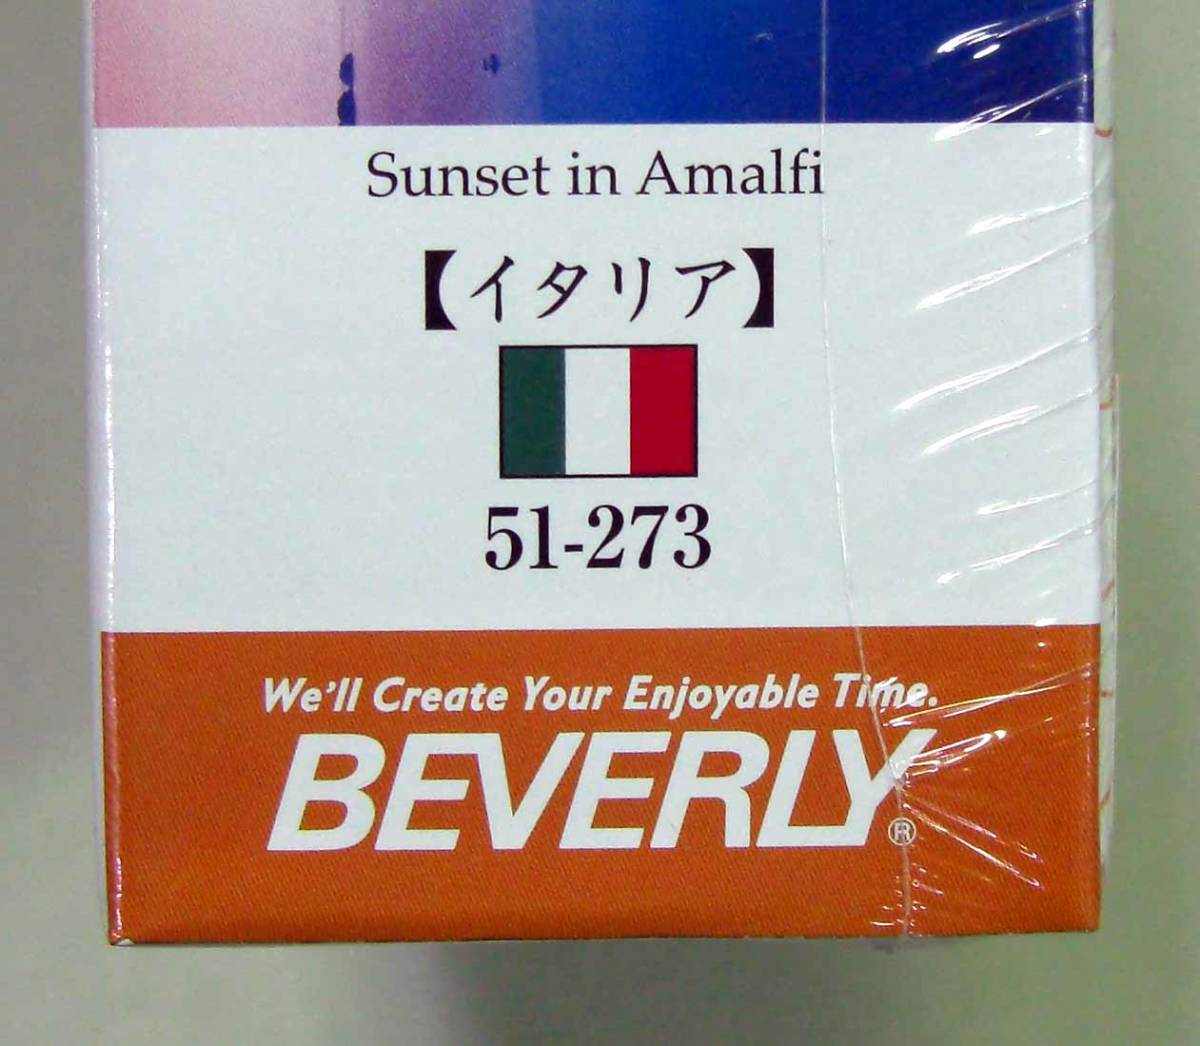 Sunset in Amalfi
【イタリア】
51-273
We'll Create Your Enjoyable Time.
BEVERLY®